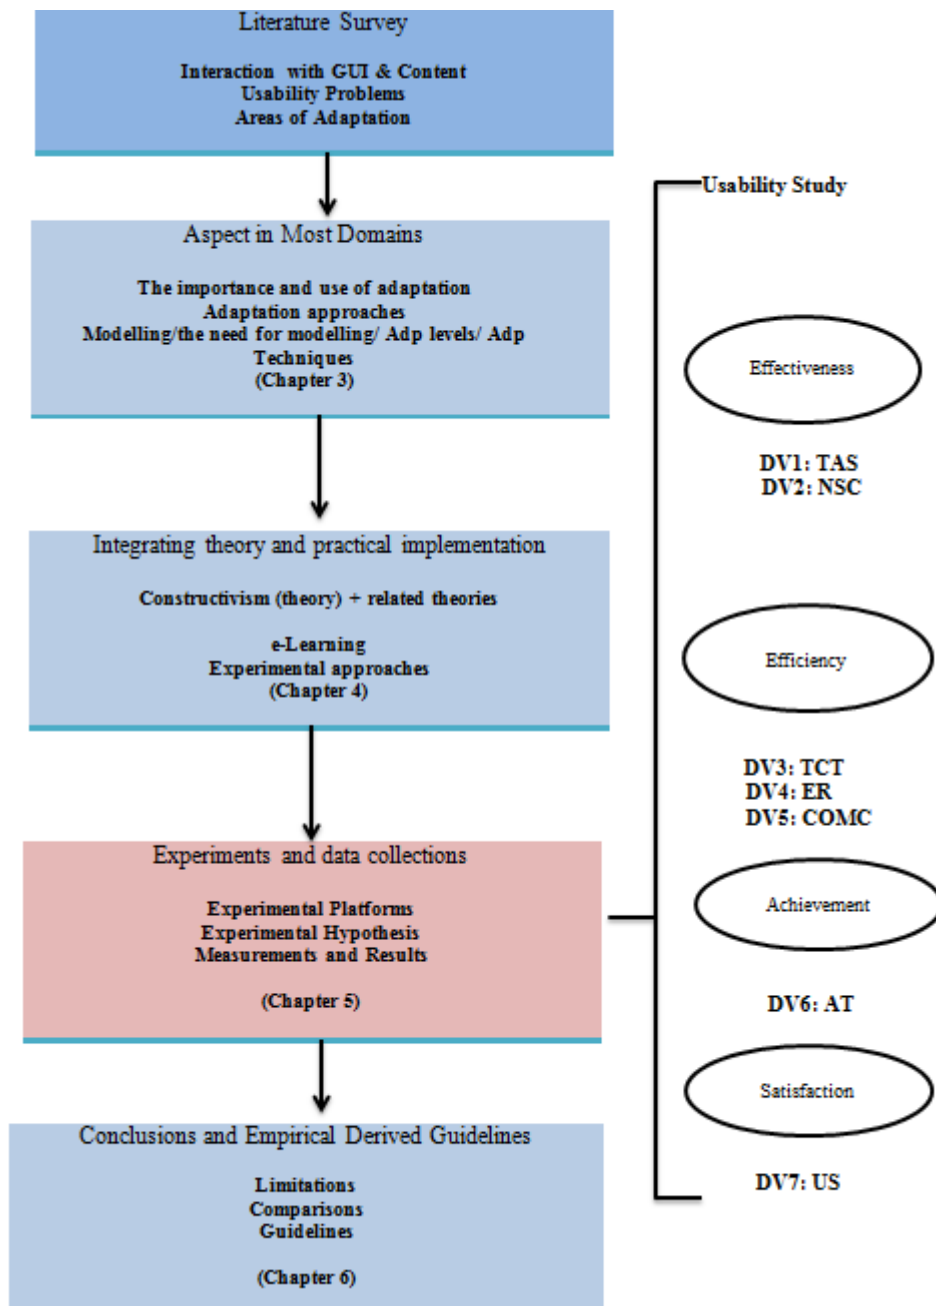 Literature Survey
Interaction with GUI & Content
Usability Problems
Areas of Adaptation
Aspect in Most Domains
The importance and use of adaptation
Adaptation approaches
Modelling/the need for modelling/ Adp levels/ Adp
Techniques
(Chapter 3)
Integrating theory and practical implementation
Constructivism (theory) + related theories
e-Learning
Experimental approaches
(Chapter 4)
Experiments and data collections
Experimental Platforms
Experimental Hypothesis
Measurements and Results
(Chapter 5)
Conclusions and Empirical Derived Guidelines
Limitations
Comparisons
Guidelines
(Chapter 6)
Usability Study
Effectiveness
DV1: TAS
DV2: NSC
Efficiency
DV3: TCT
DV4: ER
DV5: COMC
Achievement
DV6: AT
Satisfaction
DV7: US